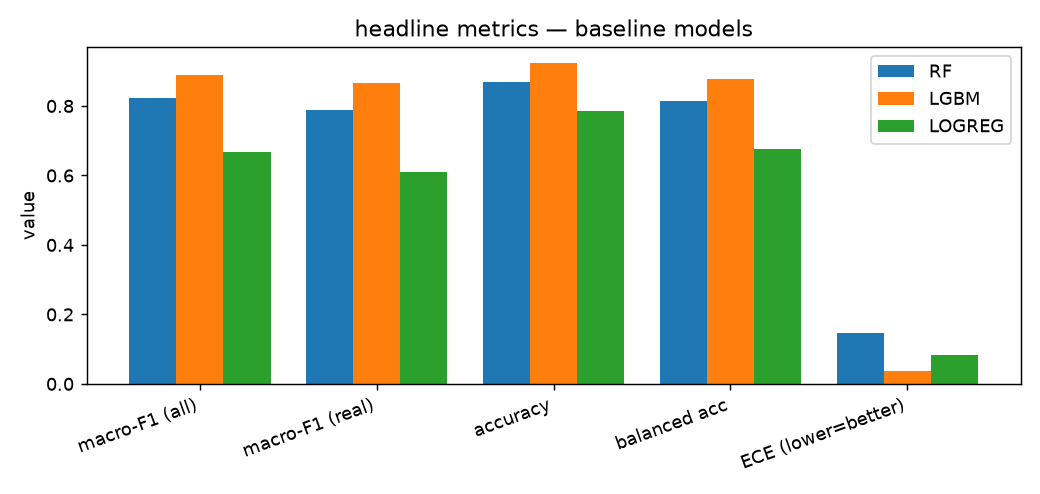 headline metrics — baseline models
RF
LGBM
LOGREG
value
0.8
0.6
0.4
0.2
0.0
macro-F1 (all)
macro-F1 (real)
accuracy
balanced acc
ECE (lower=better)